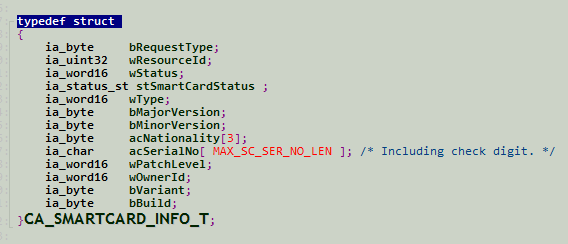 typedef struct
{
ia_byte bRequestType;
ia_uint32 wResourceId;
ia_word16 wStatus;
ia_status_st stSmartCardStatus ;
ia_word16 wType;
ia_byte bMajorVersion;
ia_byte bMinorVersion;
ia_byte acNationality[3];
ia_char acSerialNo[ MAX_SC_SER_NO_LEN ]; /* Including check digit. */
ia_word16 wPatchLevel;
ia_word16 wOwnerId;
ia_byte bVariant;
ia_byte bBuild;
}CA_SMARTCARD_INFO_T;